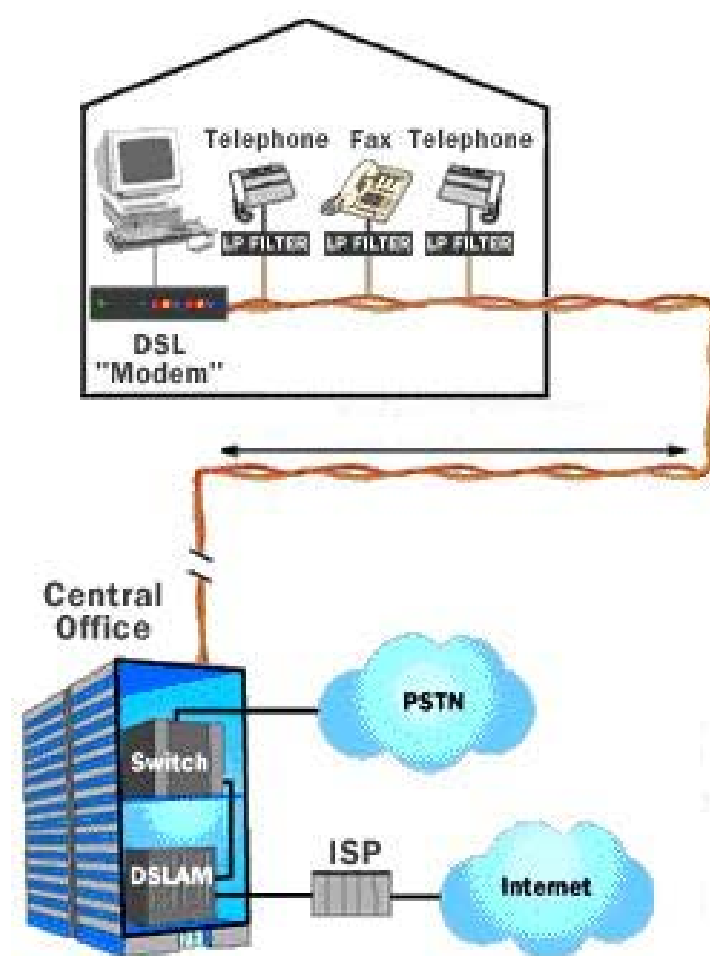 Telephone Fax Telephone
LP FILTER LP FILTER LP FILTER
DSL
"Modem"
Central
Office
PSTN
Switch
ISP
DSLAM
Internet